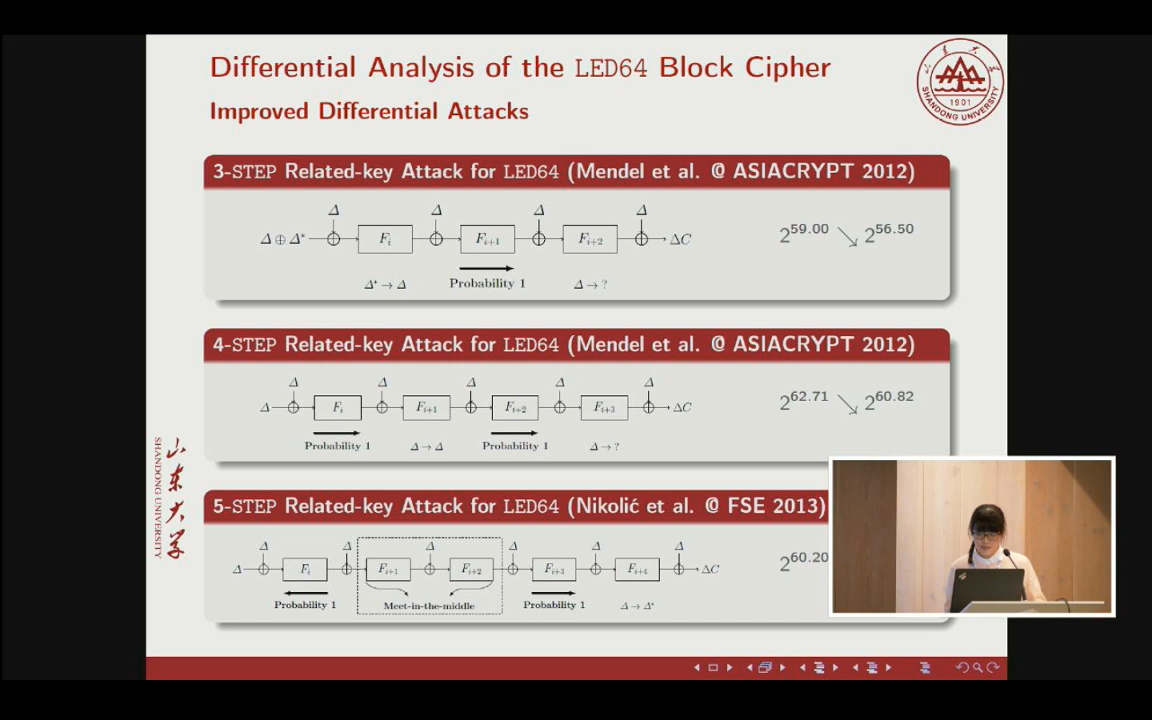 Differential Analysis of the LED64 Block Cipher
Improved Differential Attacks
SHANDONG UNIVERSITY
1901
3-STEP Related-key Attack for LED64 (Mendel et al. @ ASIACRYPT 2012)
Δ Δ Δ Δ
Δ ⊕ Δ* F_i F_{i+1} F_{i+2} ΔC
2^59.00 ↘ 2^56.50
Δ* → Δ Probability 1 Δ → ?
4-STEP Related-key Attack for LED64 (Mendel et al. @ ASIACRYPT 2012)
Δ Δ Δ Δ Δ
Δ F_i F_{i+1} F_{i+2} F_{i+3} ΔC
2^62.71 ↘ 2^60.82
Probability 1 Δ → Δ Probability 1 Δ → ?
山东大学
SHANDONG UNIVERSITY
5-STEP Related-key Attack for LED64 (Nikolić et al. @ FSE 2013)
Δ Δ Δ Δ Δ Δ
Δ F_i F_{i+1} F_{i+2} F_{i+3} F_{i+4} ΔC
2^60.20
Probability 1 Meet-in-the-middle Probability 1 Δ → Δ*